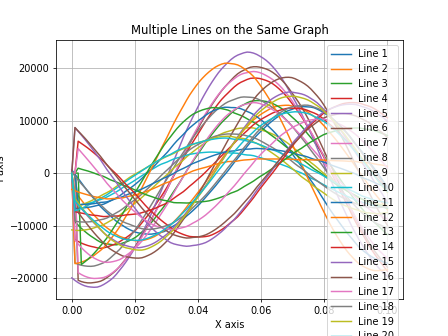 Multiple Lines on the Same Graph
20000
10000
0
−10000
−20000
0.00
0.02
0.04
0.06
X axis
Line 1
Line 2
Line 3
Line 4
Line 5
Line 6
Line 7
Line 8
Line 9
Line 10
Line 11
Line 12
Line 13
Line 14
Line 15
Line 16
Line 17
Line 18
Line 19
Line 20